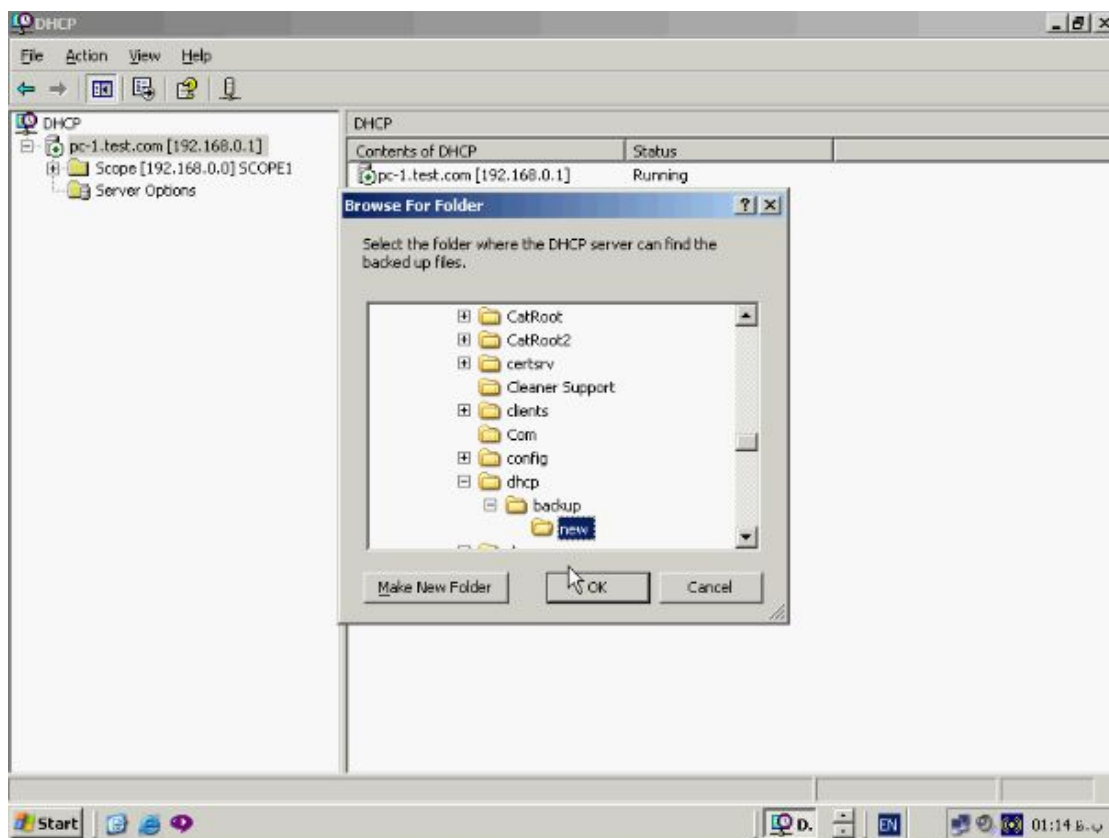 DHCP
File Action View Help
DHCP
pc-1.test.com [192.168.0.1]
Scope [192.168.0.0] SCOPE1
Server Options
DHCP
Contents of DHCP Status
pc-1.test.com [192.168.0.1] Running
Browse For Folder
Select the folder where the DHCP server can find the
backed up files.
CatRoot
CatRoot2
certsrv
Cleaner Support
clients
Com
config
dhcp
backup
new
Make New Folder OK Cancel
Start D. EN 01:14 ب.ظ